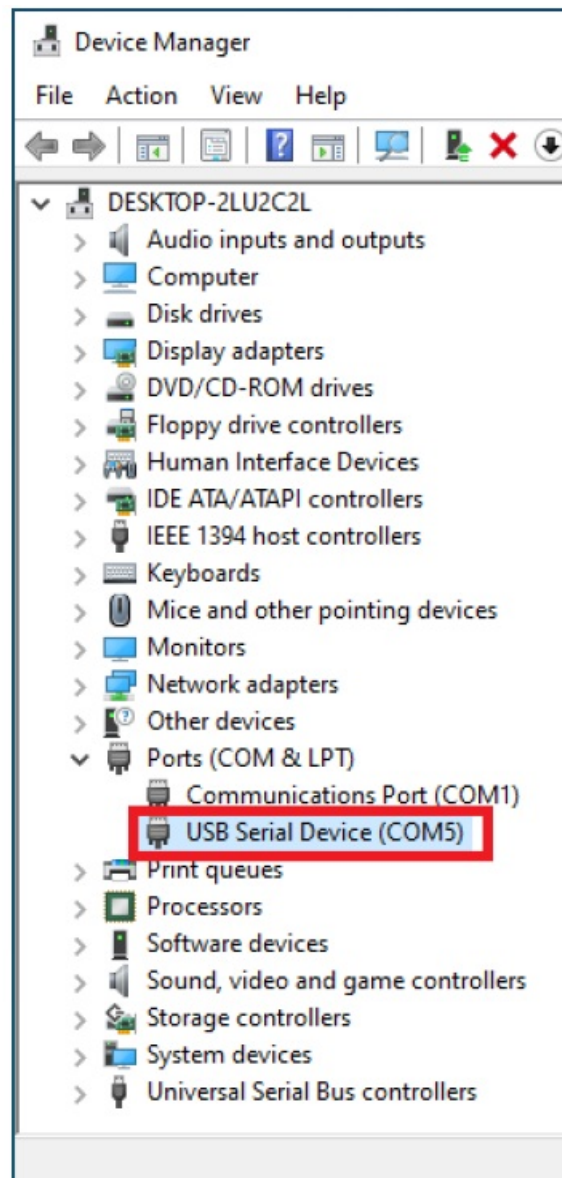 Device Manager
File Action View Help
DESKTOP-2LU2C2L
Audio inputs and outputs
Computer
Disk drives
Display adapters
DVD/CD-ROM drives
Floppy drive controllers
Human Interface Devices
IDE ATA/ATAPI controllers
IEEE 1394 host controllers
Keyboards
Mice and other pointing devices
Monitors
Network adapters
Other devices
Ports (COM & LPT)
Communications Port (COM1)
USB Serial Device (COM5)
Print queues
Processors
Software devices
Sound, video and game controllers
Storage controllers
System devices
Universal Serial Bus controllers